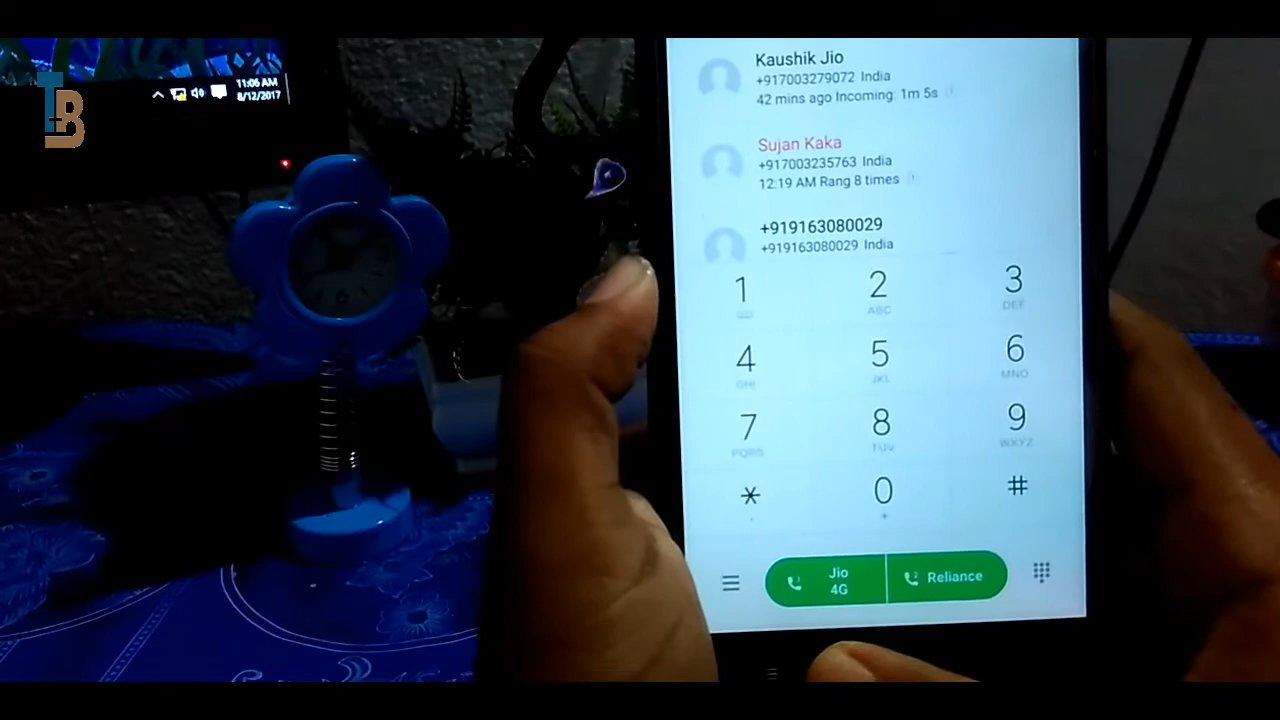 11:06 AM
8/12/2017
TB
Kaushik Jio
+917003279072 India
42 mins ago Incoming: 1m 5s
Sujan Kaka
+917003235763 India
12:19 AM Rang 8 times
+919163080029
+919163080029 India
1 2 3
ABC DEF
4 5 6
GHI JKL MNO
7 8 9
PQRS TUV WXYZ
* 0 #
+
Jio
4G
Reliance